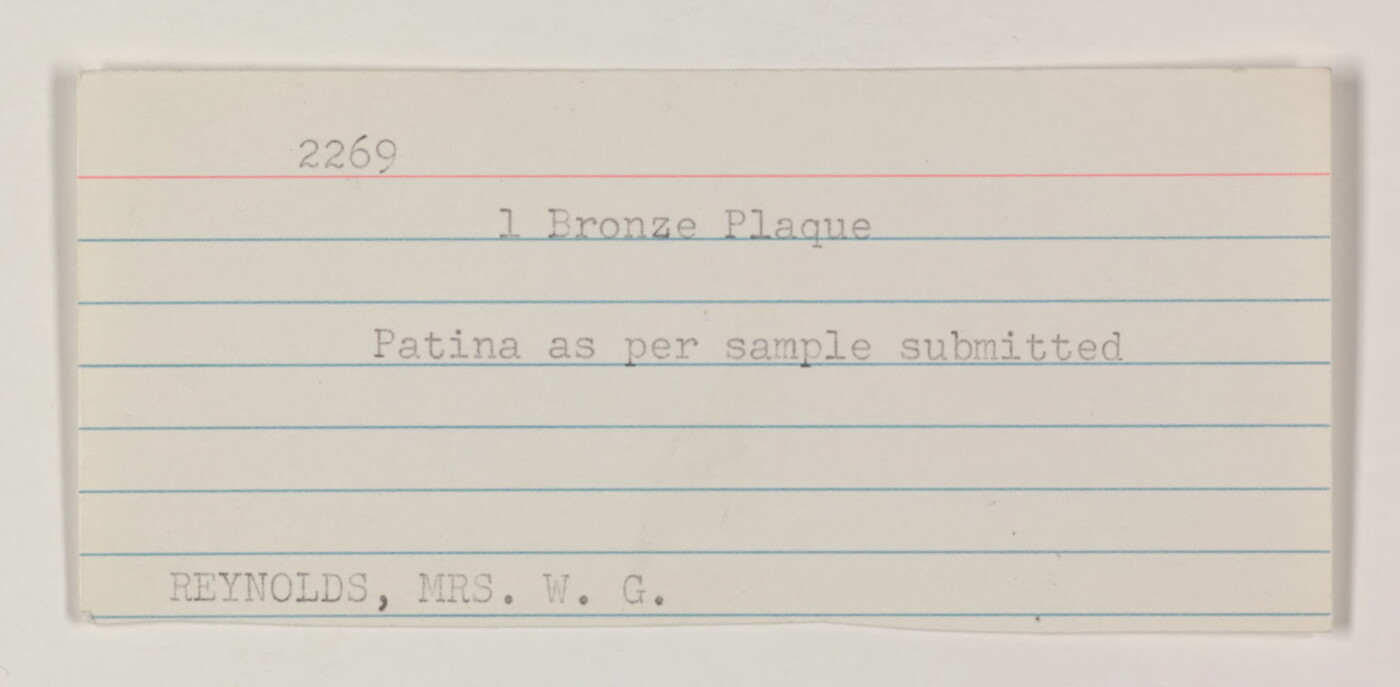 2269
1 Bronze Plaque
Patina as per sample submitted
REYNOLDS, MRS. W. G.